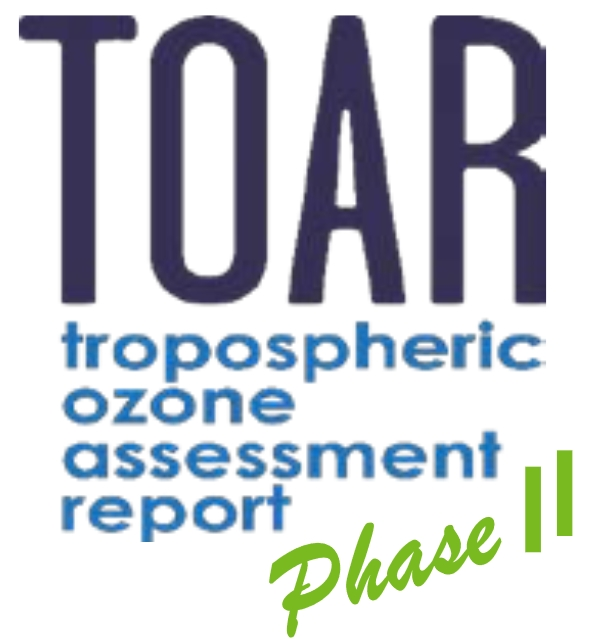 TOAR
tropospheric
ozone
assessment
report
Phase II